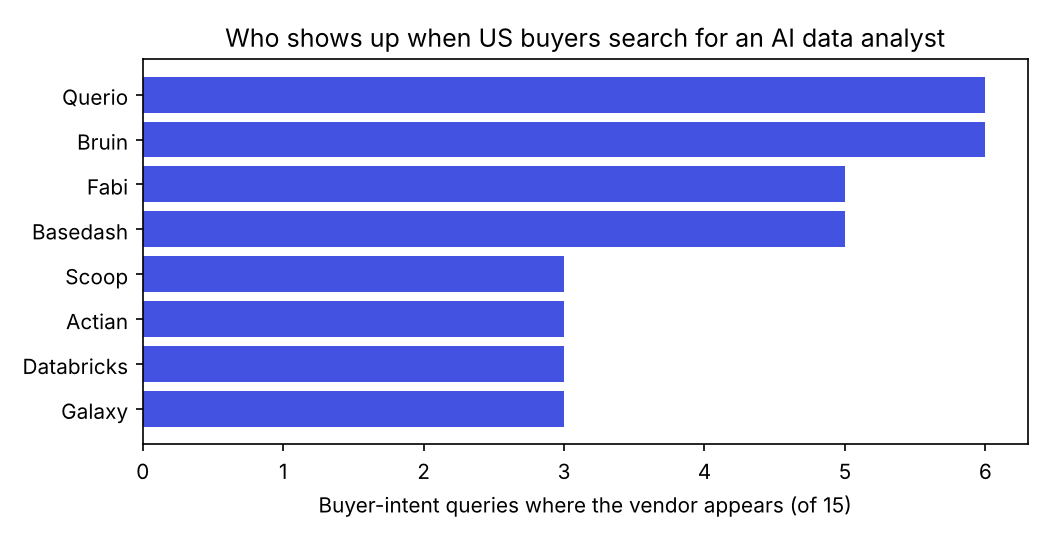 Who shows up when US buyers search for an AI data analyst
Querio
Bruin
Fabi
Basedash
Scoop
Actian
Databricks
Galaxy
0 1 2 3 4 5 6
Buyer-intent queries where the vendor appears (of 15)